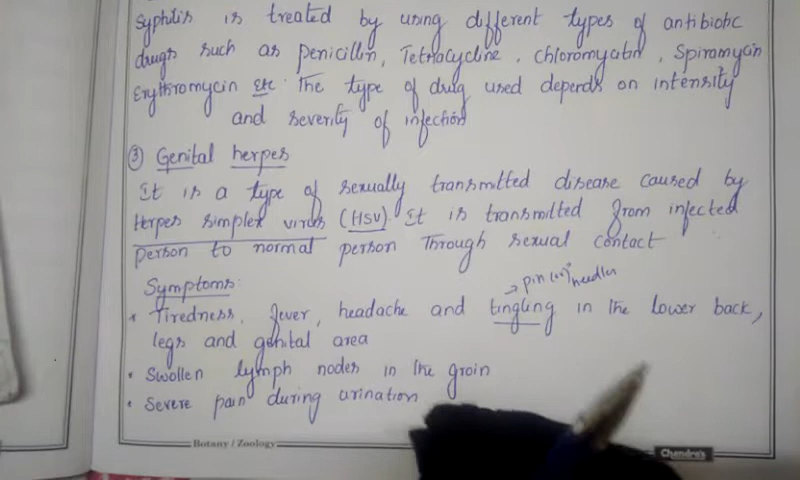 Syphilis is treated by using different types of antibiotic
drugs such as penicillin, Tetracycline, chloromycetin, Spiramycin
Erythromycin etc. The type of drug used depends on intensity
and severity of infection
③ Genital herpes
It is a type of sexually transmitted disease caused by
Herpes simplex virus (HSV). It is transmitted from infected
person to normal person through sexual contact
→ pin (or) needles
Symptoms:
* Tiredness, fever, headache and tingling in the lower back,
legs and genital area
• Swollen lymph nodes in the groin
• Severe pain during urination
Botany / Zoology
Chandra's